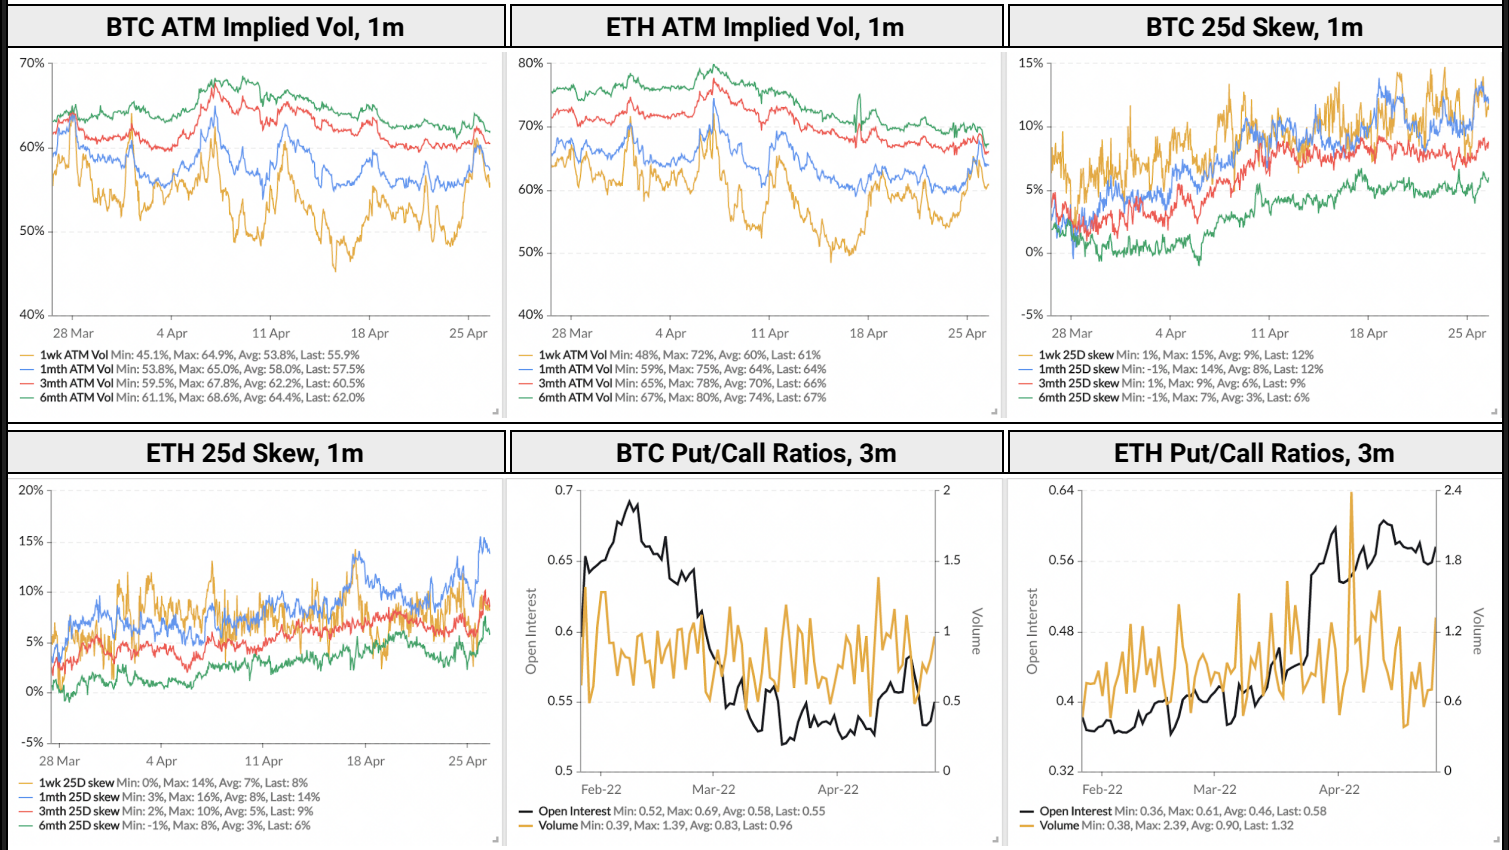 BTC ATM Implied Vol, 1m
70%
60%
50%
40%
28 Mar 4 Apr 11 Apr 18 Apr 25 Apr
1wk ATM Vol Min: 45.1%, Max: 64.9%, Avg: 53.8%, Last: 55.9%
1mth ATM Vol Min: 53.8%, Max: 65.0%, Avg: 58.0%, Last: 57.5%
3mth ATM Vol Min: 59.5%, Max: 67.8%, Avg: 62.2%, Last: 60.5%
6mth ATM Vol Min: 61.1%, Max: 68.6%, Avg: 64.4%, Last: 62.0%
ETH ATM Implied Vol, 1m
80%
70%
60%
50%
40%
28 Mar 4 Apr 11 Apr 18 Apr 25 Apr
1wk ATM Vol Min: 48%, Max: 72%, Avg: 60%, Last: 61%
1mth ATM Vol Min: 59%, Max: 75%, Avg: 64%, Last: 64%
3mth ATM Vol Min: 65%, Max: 78%, Avg: 70%, Last: 66%
6mth ATM Vol Min: 67%, Max: 80%, Avg: 74%, Last: 67%
BTC 25d Skew, 1m
15%
10%
5%
0%
-5%
28 Mar 4 Apr 11 Apr 18 Apr 25 Apr
1wk 25D skew Min: 1%, Max: 15%, Avg: 9%, Last: 12%
1mth 25D skew Min: -1%, Max: 14%, Avg: 8%, Last: 12%
3mth 25D skew Min: 1%, Max: 9%, Avg: 6%, Last: 9%
6mth 25D skew Min: -1%, Max: 7%, Avg: 3%, Last: 6%
ETH 25d Skew, 1m
20%
15%
10%
5%
0%
-5%
28 Mar 4 Apr 11 Apr 18 Apr 25 Apr
1wk 25D skew Min: 0%, Max: 14%, Avg: 7%, Last: 8%
1mth 25D skew Min: 3%, Max: 16%, Avg: 8%, Last: 14%
3mth 25D skew Min: 2%, Max: 10%, Avg: 5%, Last: 9%
6mth 25D skew Min: -1%, Max: 8%, Avg: 3%, Last: 6%
BTC Put/Call Ratios, 3m
0.7 2
0.65 1.5
0.6 1
0.55 0.5
0.5 0
Open Interest
Volume
Feb-22 Mar-22 Apr-22
Open Interest Min: 0.52, Max: 0.69, Avg: 0.58, Last: 0.55
Volume Min: 0.39, Max: 1.39, Avg: 0.83, Last: 0.96
ETH Put/Call Ratios, 3m
0.64 2.4
0.56 1.8
0.48 1.2
0.4 0.6
0.32 0
Open Interest
Volume
Feb-22 Mar-22 Apr-22
Open Interest Min: 0.36, Max: 0.61, Avg: 0.46, Last: 0.58
Volume Min: 0.38, Max: 2.39, Avg: 0.90, Last: 1.32